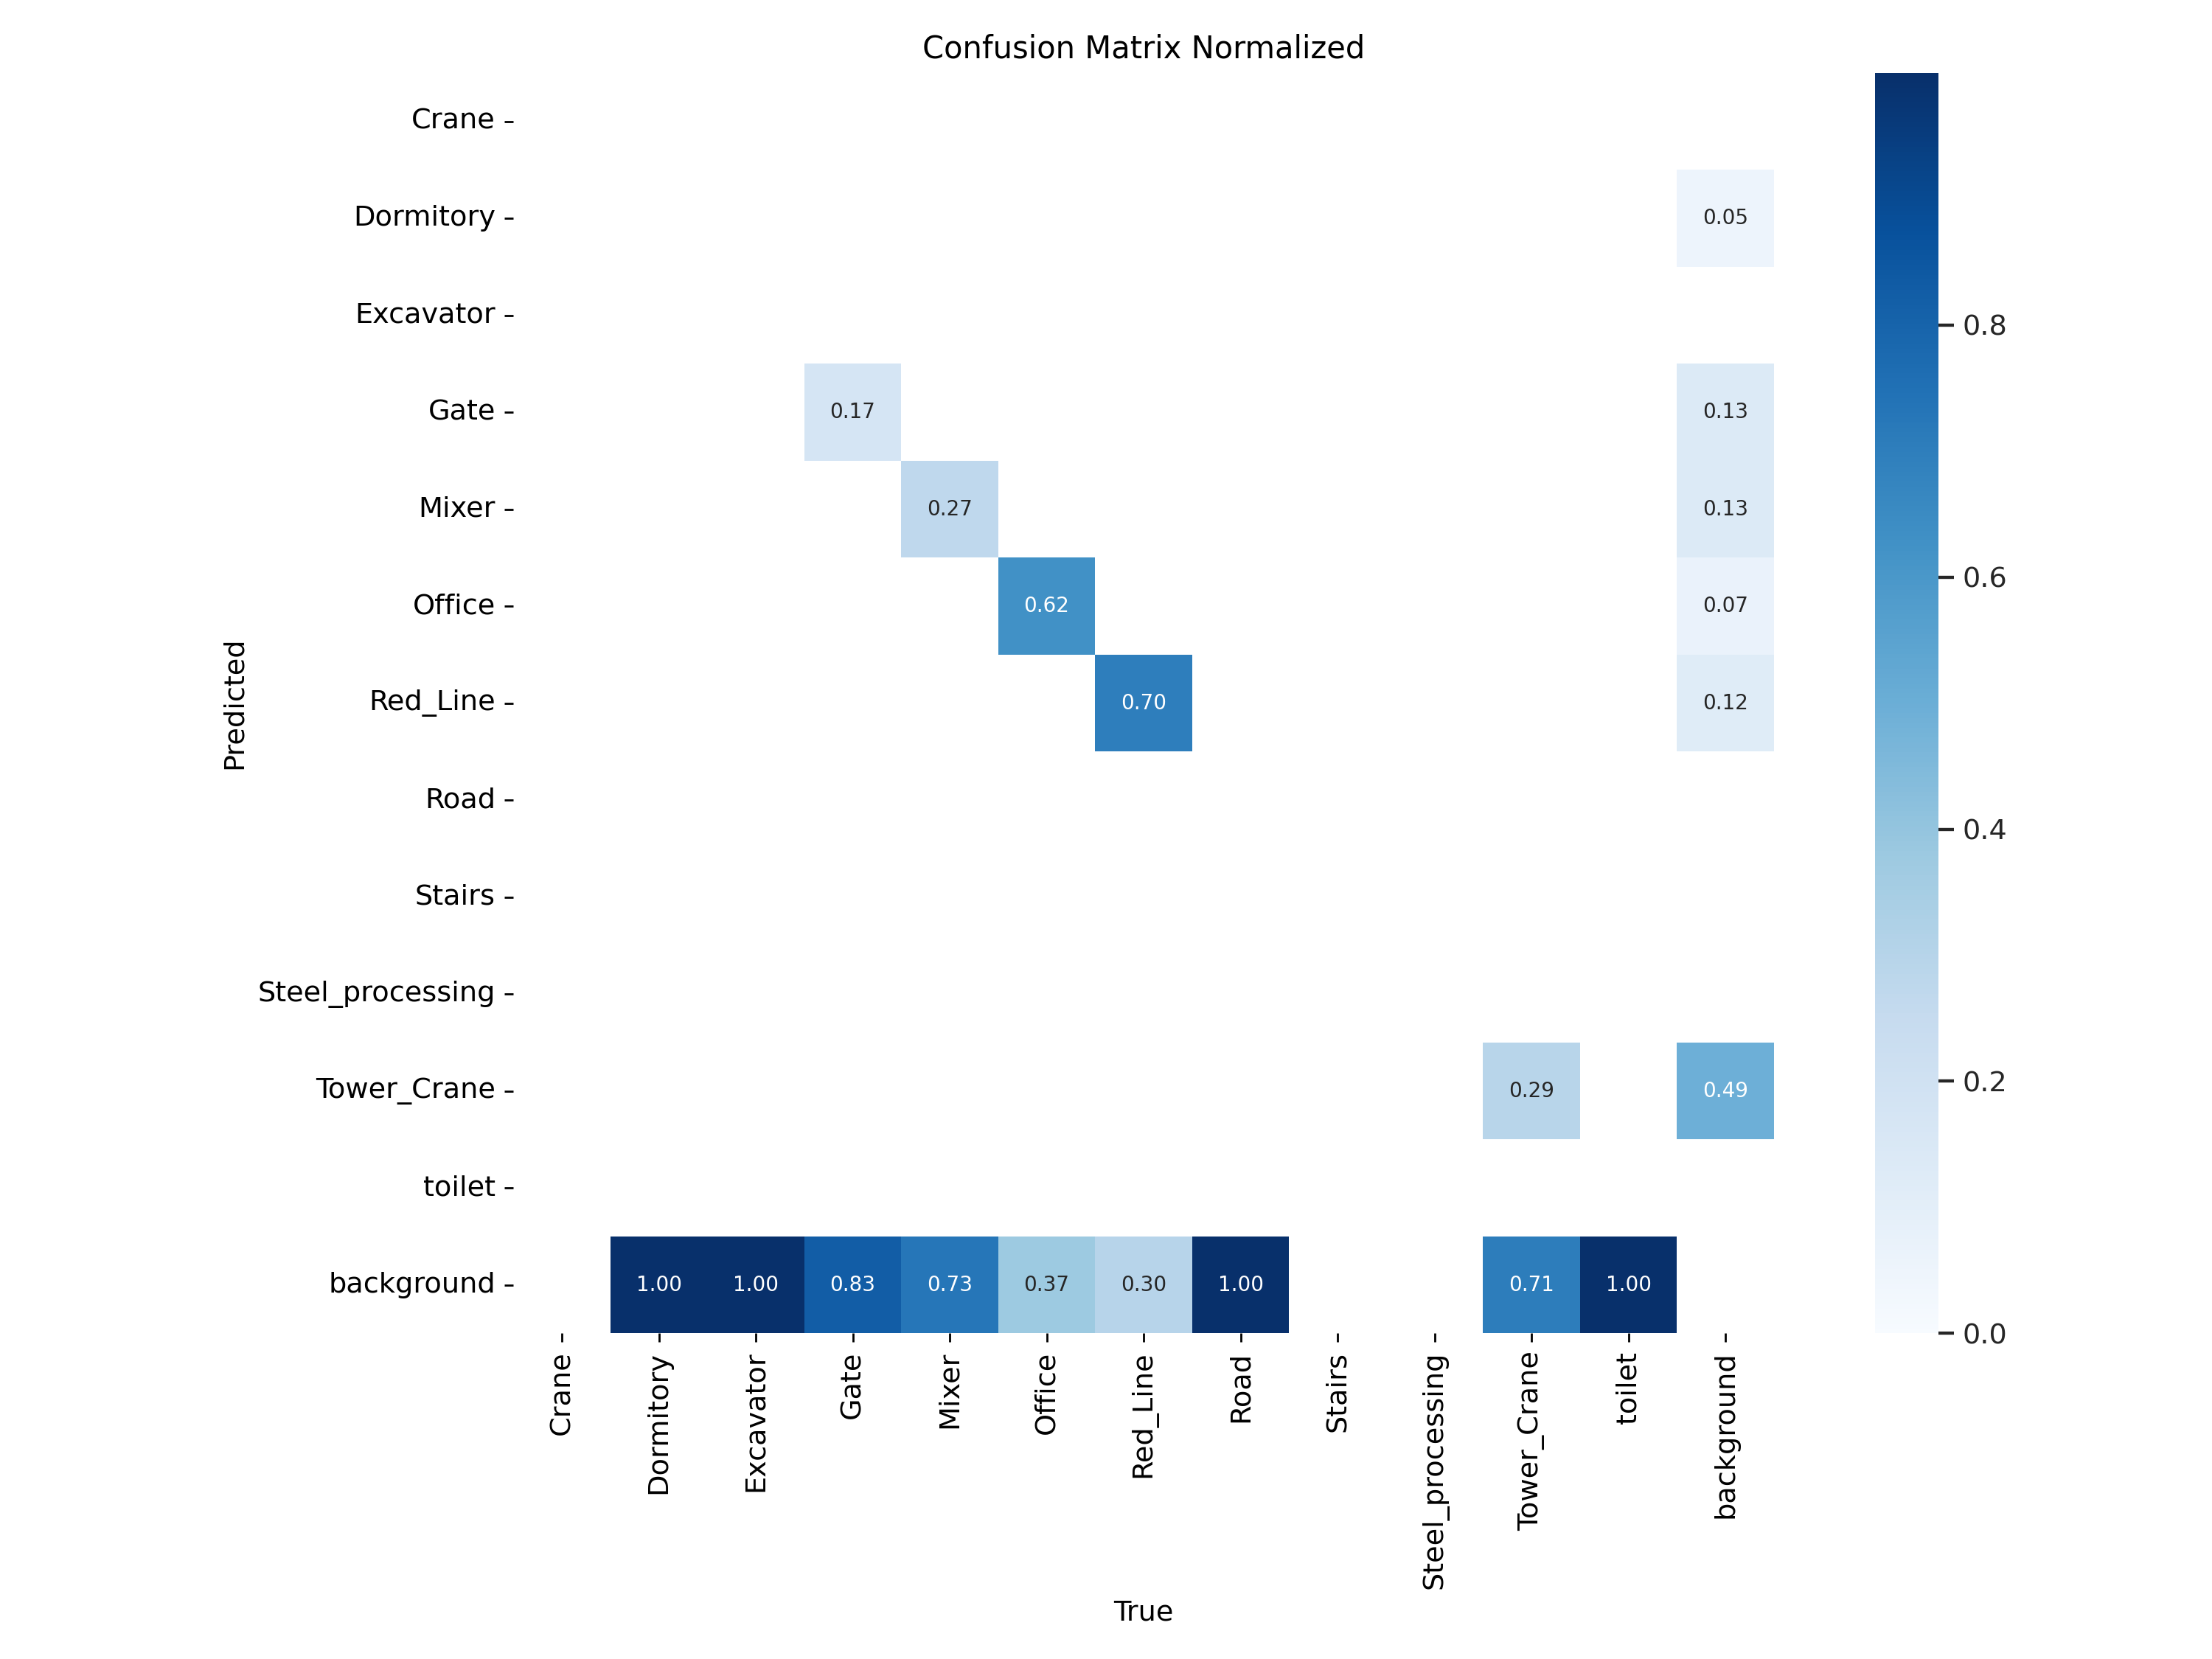 Confusion Matrix Normalized
Crane
Dormitory 0.05
Excavator
Gate 0.17 0.13
Mixer 0.27 0.13
Office 0.62 0.07
Red_Line 0.70 0.12
Road
Stairs
Steel_processing
Tower_Crane 0.29 0.49
toilet
background 1.00 1.00 0.83 0.73 0.37 0.30 1.00 0.71 1.00
Predicted
Crane Dormitory Excavator Gate Mixer Office Red_Line Road Stairs Steel_processing Tower_Crane toilet background
True
0.8
0.6
0.4
0.2
0.0